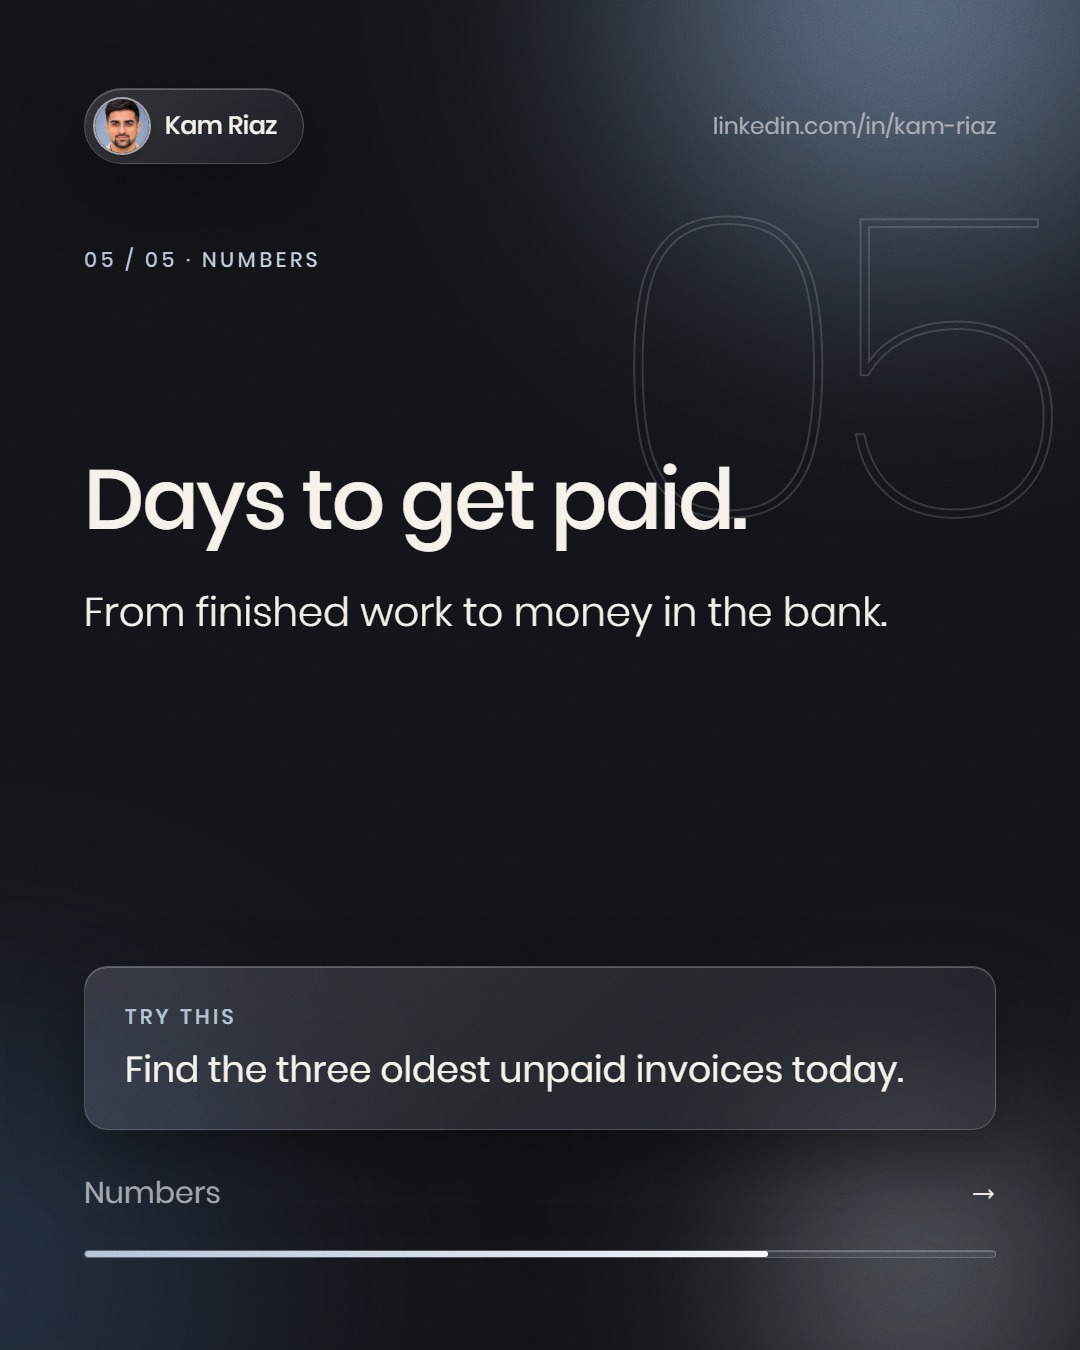 Kam Riaz
linkedin.com/in/kam-riaz
05 / 05 · NUMBERS
05
Days to get paid.
From finished work to money in the bank.
TRY THIS
Find the three oldest unpaid invoices today.
Numbers
→